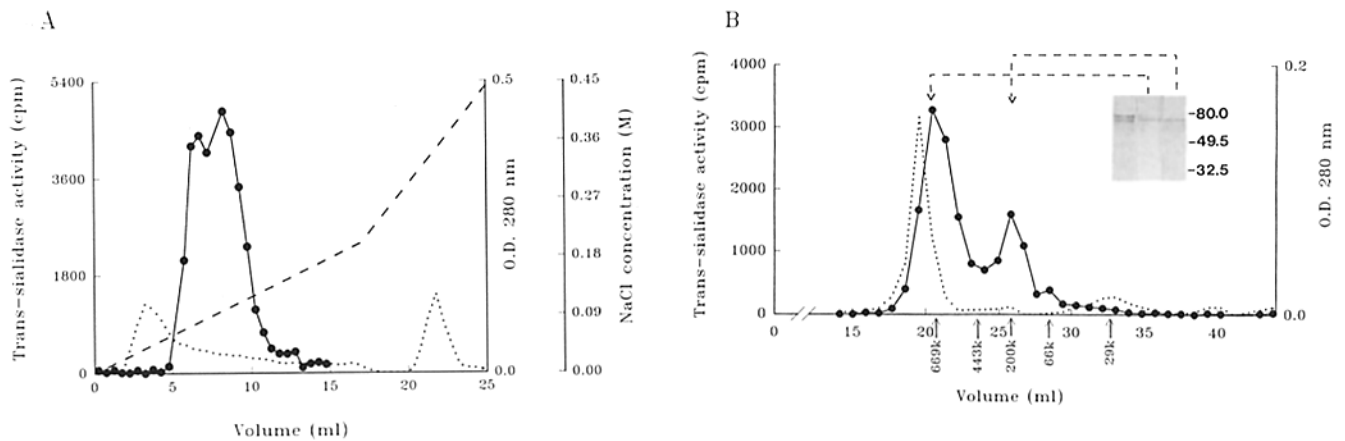 A
Trans-sialidase activity (cpm)
5400
3600
1800
0
0 5 10 15 20 25
Volume (ml)
0.5
0.0
O.D. 280 nm
0.45
0.36
0.27
0.18
0.09
0.00
NaCl concentration (M)
B
Trans-sialidase activity (cpm)
4000
3000
2000
1000
0
0 15 20 25 30 35 40
669k
443k
200k
66k
29k
Volume (ml)
-80.0
-49.5
-32.5
0.2
0.0
O.D. 280 nm